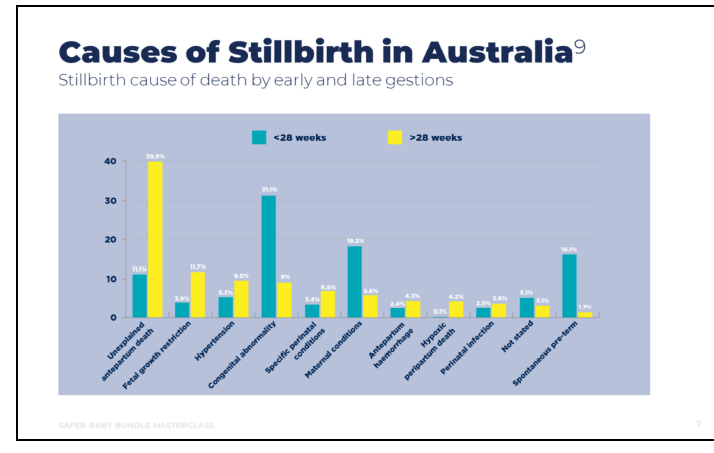 Causes of Stillbirth in Australia⁹
Stillbirth cause of death by early and late gestions
<28 weeks
>28 weeks
40
30
20
10
0
39.9%
11.1%
11.7%
3.9%
9.5%
5.3%
31.1%
9%
3.4%
6.9%
18.2%
5.8%
2.4%
4.3%
0.1%
4.2%
2.5%
3.6%
5.1%
3.1%
16.1%
Unexplained
antepartum death
Fetal growth restriction
Hypertension
Congenital abnormality
Specific perinatal
conditions
Maternal conditions
Antepartum
haemorrhage
Hypoxic
peripartum death
Perinatal infection
Not stated
Spontaneous pre-term
SAFER BABY BUNDLE MASTERCLASS
7